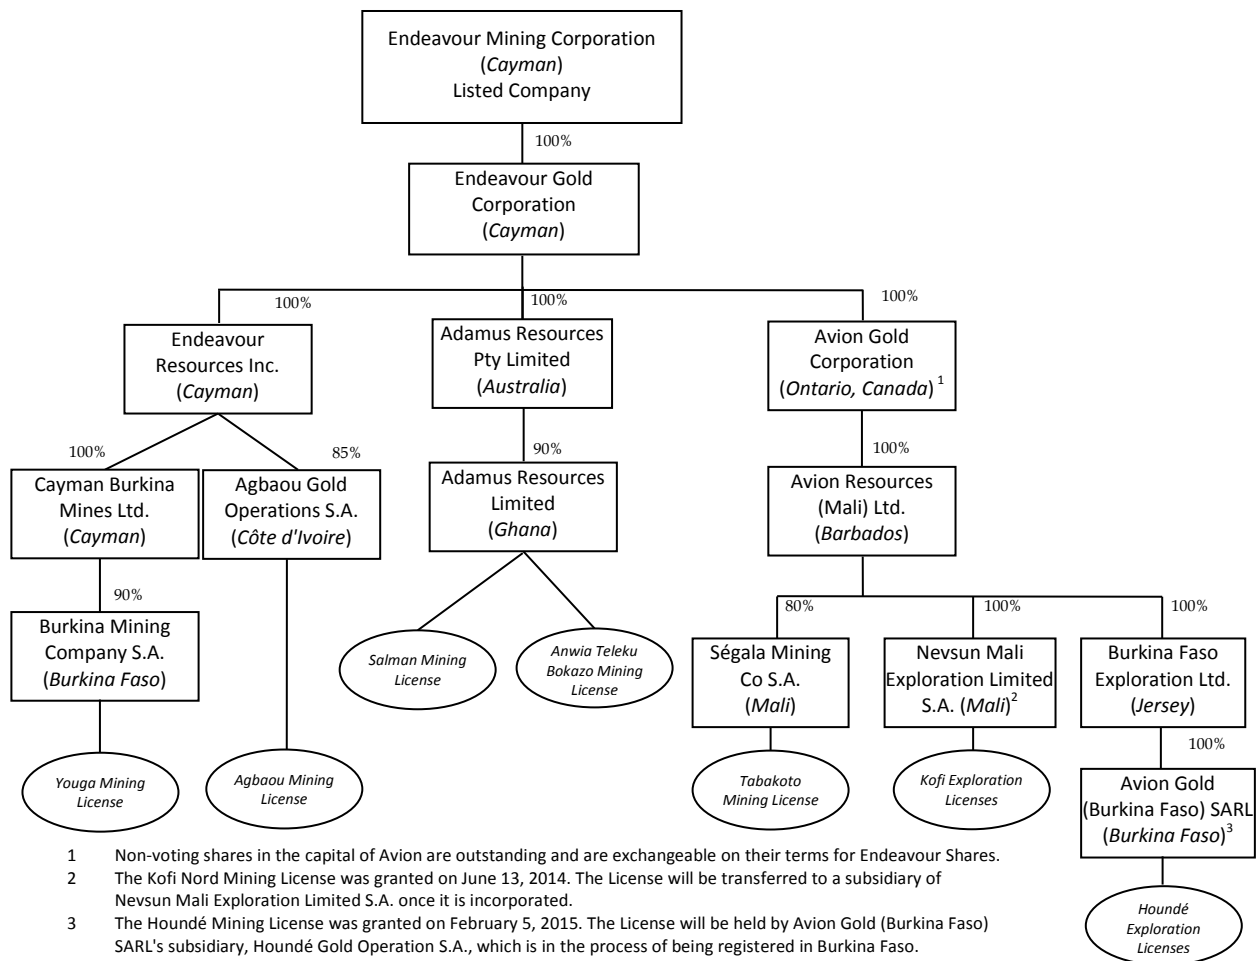 Endeavour Mining Corporation
(Cayman)
Listed Company
100%
Endeavour Gold
Corporation
(Cayman)
100%
100%
100%
Endeavour
Resources Inc.
(Cayman)
Adamus Resources
Pty Limited
(Australia)
Avion Gold
Corporation
(Ontario, Canada) 1
100%
85%
90%
100%
Cayman Burkina
Mines Ltd.
(Cayman)
Agbaou Gold
Operations S.A.
(Côte d'Ivoire)
Adamus Resources
Limited
(Ghana)
Avion Resources
(Mali) Ltd.
(Barbados)
90%
80%
100%
100%
Burkina Mining
Company S.A.
(Burkina Faso)
Salman Mining
License
Anwia Teleku
Bokazo Mining
License
Ségala Mining
Co S.A.
(Mali)
Nevsun Mali
Exploration Limited
S.A. (Mali)2
Burkina Faso
Exploration Ltd.
(Jersey)
100%
Youga Mining
License
Agbaou Mining
License
Tabakoto
Mining License
Kofi Exploration
Licenses
Avion Gold
(Burkina Faso) SARL
(Burkina Faso)3
Houndé
Exploration
Licenses
1 Non-voting shares in the capital of Avion are outstanding and are exchangeable on their terms for Endeavour Shares.
2 The Kofi Nord Mining License was granted on June 13, 2014. The License will be transferred to a subsidiary of
Nevsun Mali Exploration Limited S.A. once it is incorporated.
3 The Houndé Mining License was granted on February 5, 2015. The License will be held by Avion Gold (Burkina Faso)
SARL's subsidiary, Houndé Gold Operation S.A., which is in the process of being registered in Burkina Faso.